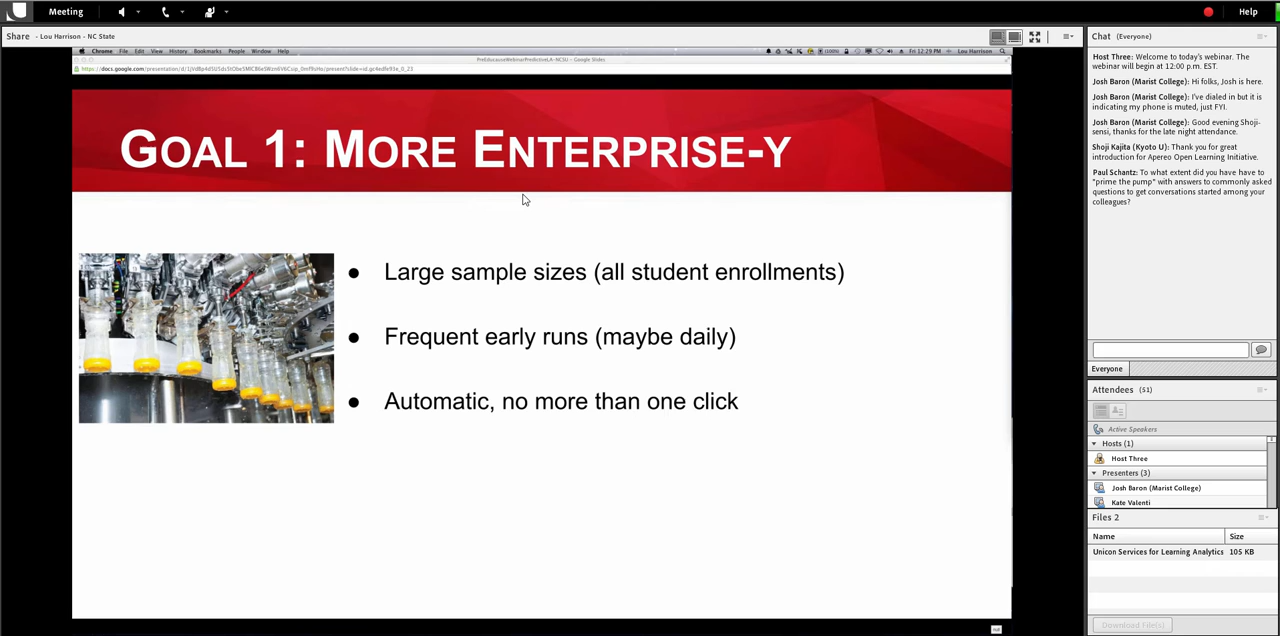 Meeting
Help
Share - Lou Harrison - NC State
Chrome File Edit View History Bookmarks People Window Help
(100%) Fri 12:29 PM Lou Harrison
GOAL 1: MORE ENTERPRISE-Y
● Large sample sizes (all student enrollments)
● Frequent early runs (maybe daily)
● Automatic, no more than one click
Chat (Everyone)
Host Three: Welcome to today's webinar. The
webinar will begin at 12:00 p.m. EST.
Josh Baron (Marist College): Hi folks, Josh is here.
Josh Baron (Marist College): I've dialed in but it is
indicating my phone is muted, just FYI.
Josh Baron (Marist College): Good evening Shoji-
sensi, thanks for the late night attendance.
Shoji Kajita (Kyoto U): Thank you for great
introduction for Apereo Open Learning Initiative.
Paul Schantz: To what extent did you have have to
"prime the pump" with answers to commonly asked
questions to get conversations started among your
colleagues?
Everyone
Attendees (51)
Active Speakers
Hosts (1)
Host Three
Presenters (3)
Josh Baron (Marist College)
Kate Valenti
Files 2
Name Size
Unicon Services for Learning Analytics 105 KB
Download File(s)